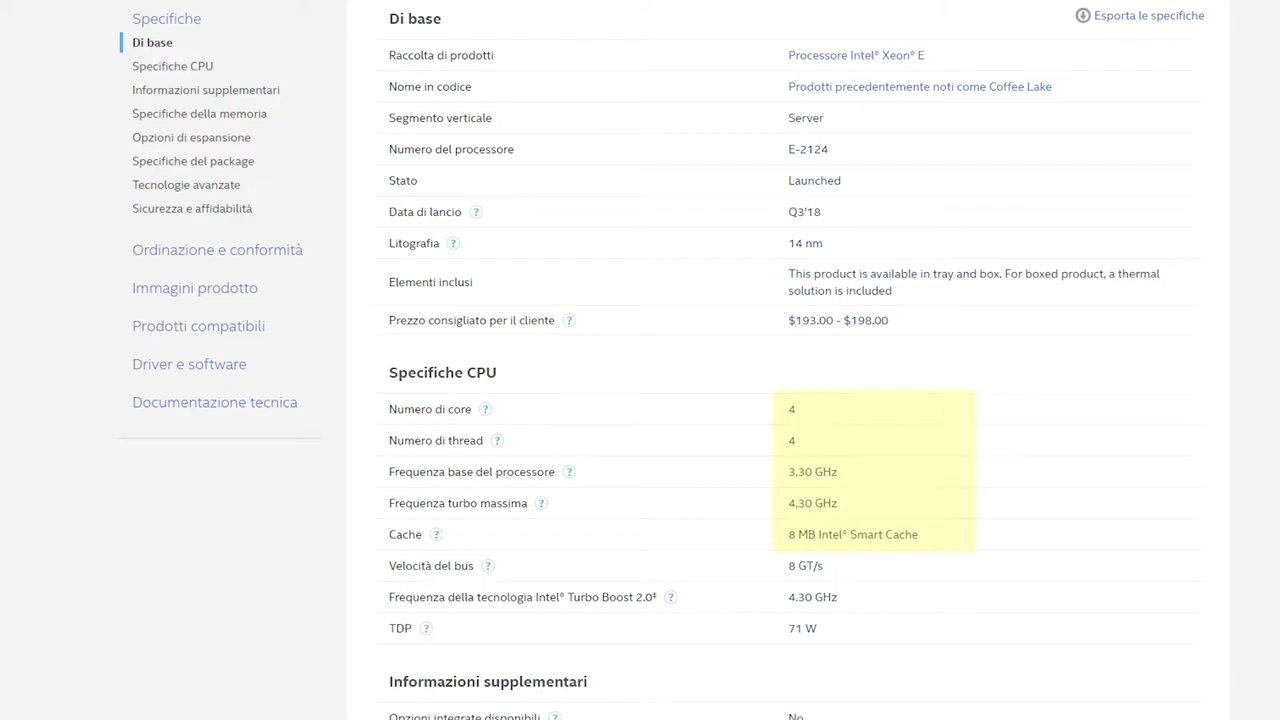 Specifiche
Di base
Specifiche CPU
Informazioni supplementari
Specifiche della memoria
Opzioni di espansione
Specifiche del package
Tecnologie avanzate
Sicurezza e affidabilità
Ordinazione e conformità
Immagini prodotto
Prodotti compatibili
Driver e software
Documentazione tecnica
Di base
Esporta le specifiche
Raccolta di prodotti Processore Intel® Xeon® E
Nome in codice Prodotti precedentemente noti come Coffee Lake
Segmento verticale Server
Numero del processore E-2124
Stato Launched
Data di lancio ? Q3'18
Litografia ? 14 nm
Elementi inclusi This product is available in tray and box. For boxed product, a thermal
solution is included
Prezzo consigliato per il cliente ? $193.00 - $198.00
Specifiche CPU
Numero di core ? 4
Numero di thread ? 4
Frequenza base del processore ? 3,30 GHz
Frequenza turbo massima ? 4,30 GHz
Cache ? 8 MB Intel® Smart Cache
Velocità del bus ? 8 GT/s
Frequenza della tecnologia Intel® Turbo Boost 2.0‡ ? 4.30 GHz
TDP ? 71 W
Informazioni supplementari
Opzioni integrate disponibili ? No